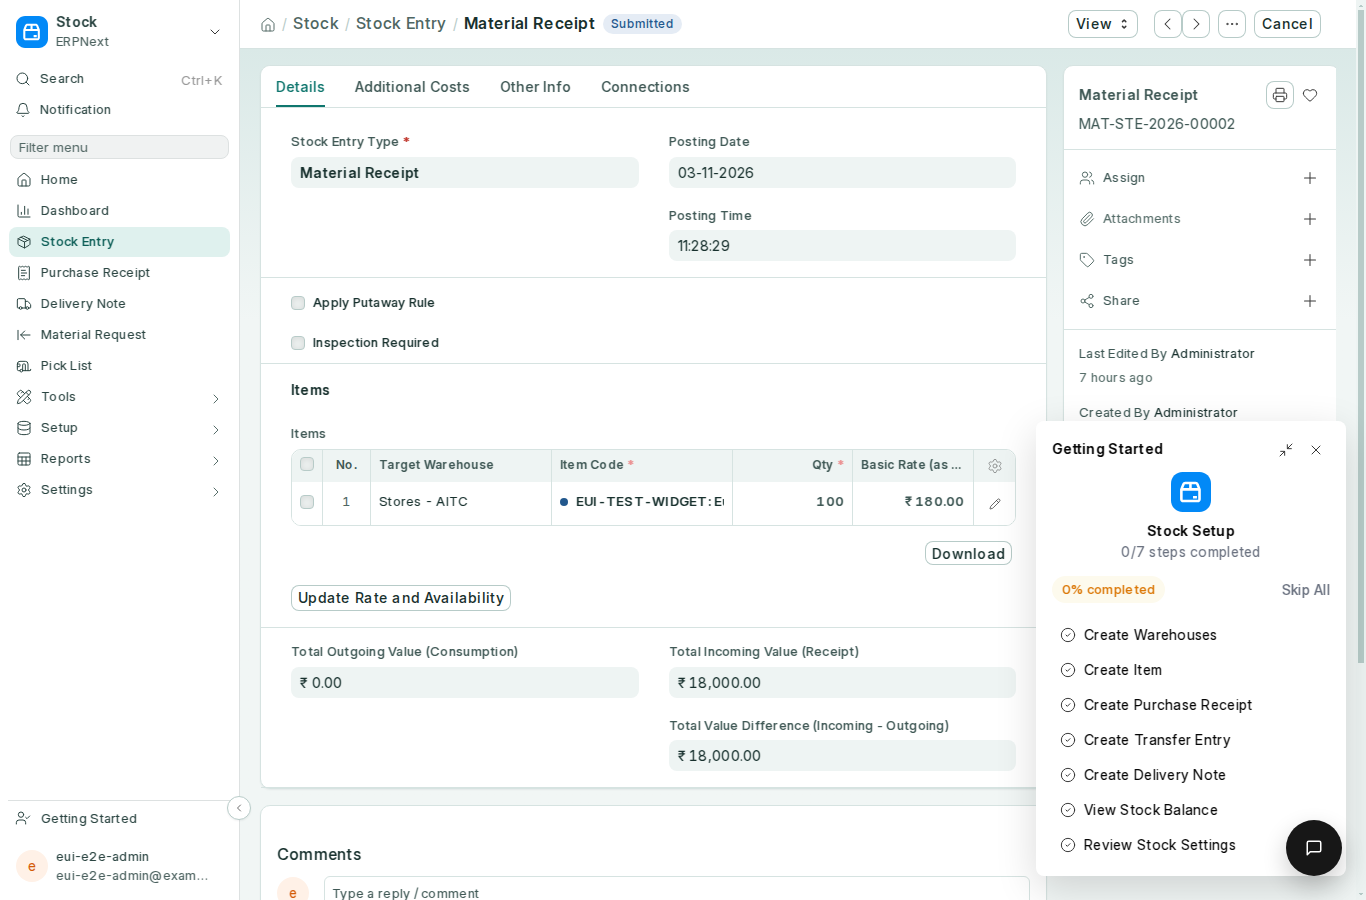 Stock
ERPNext
Search
Ctrl+K
Notification
Filter menu
Home
Dashboard
Stock Entry
Purchase Receipt
Delivery Note
Material Request
Pick List
Tools
Setup
Reports
Settings
Getting Started
e
eui-e2e-admin
eui-e2e-admin@exam...
/ Stock / Stock Entry / Material Receipt Submitted
View
Cancel
Details Additional Costs Other Info Connections
Stock Entry Type *
Material Receipt
Posting Date
03-11-2026
Posting Time
11:28:29
Apply Putaway Rule
Inspection Required
Items
Items
No. Target Warehouse Item Code * Qty * Basic Rate (as ...
1 Stores - AITC EUI-TEST-WIDGET: E 100 ₹ 180.00
Download
Update Rate and Availability
Total Outgoing Value (Consumption)
₹ 0.00
Total Incoming Value (Receipt)
₹ 18,000.00
Total Value Difference (Incoming - Outgoing)
₹ 18,000.00
Comments
e
Type a reply / comment
Material Receipt
MAT-STE-2026-00002
Assign
Attachments
Tags
Share
Last Edited By Administrator
7 hours ago
Created By Administrator
Getting Started
Stock Setup
0/7 steps completed
0% completed
Skip All
Create Warehouses
Create Item
Create Purchase Receipt
Create Transfer Entry
Create Delivery Note
View Stock Balance
Review Stock Settings